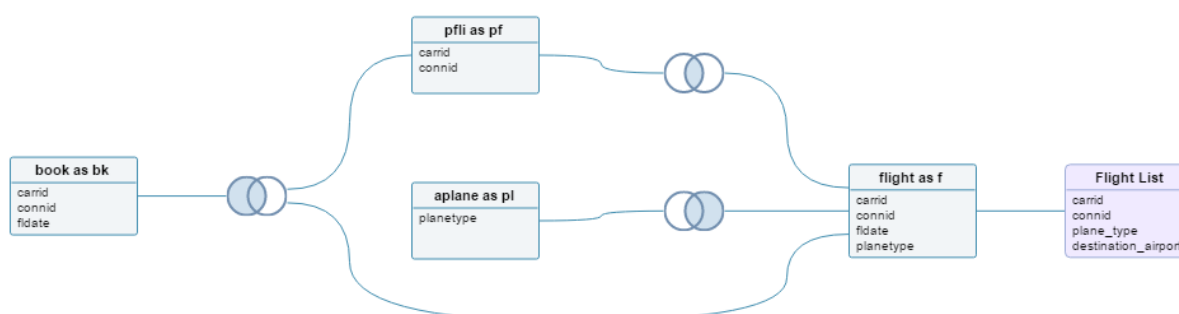 pfli as pf
carrid
connid
book as bk
carrid
connid
fldate
aplane as pl
planetype
flight as f
carrid
connid
fldate
planetype
Flight List
carrid
connid
plane_type
destination_airport